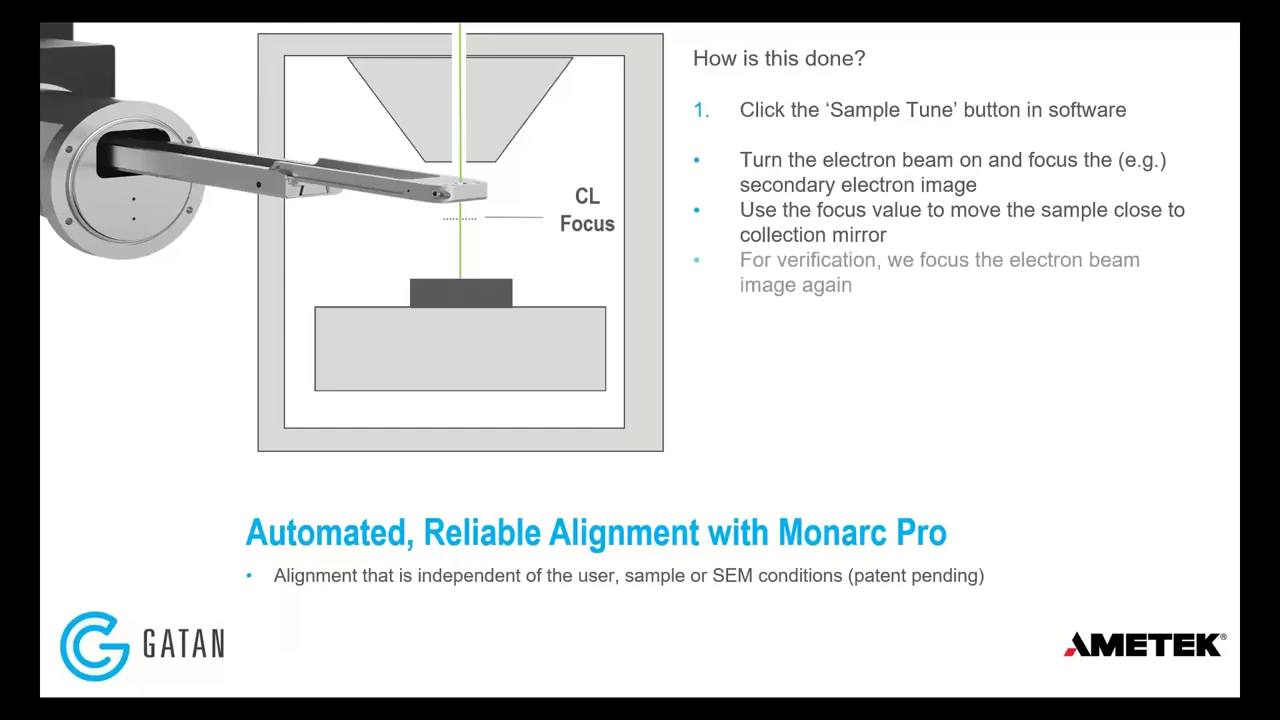 How is this done?
1. Click the ‘Sample Tune’ button in software
• Turn the electron beam on and focus the (e.g.)
secondary electron image
• Use the focus value to move the sample close to
collection mirror
• For verification, we focus the electron beam
image again
CL
Focus
Automated, Reliable Alignment with Monarc Pro
• Alignment that is independent of the user, sample or SEM conditions (patent pending)
GATAN
AMETEK®